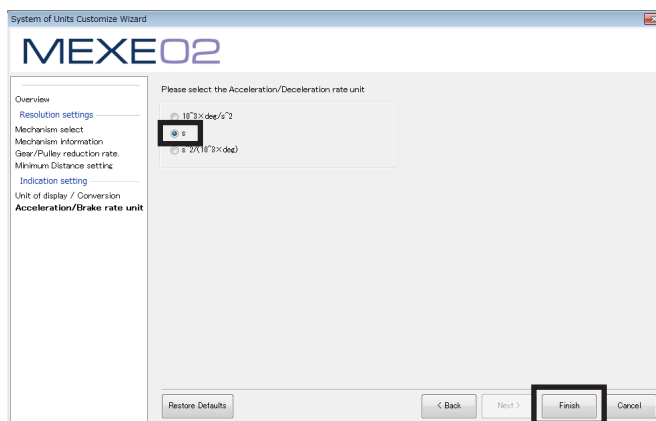 System of Units Customize Wizard
MEXE02
Please select the Acceleration/Deceleration rate unit
10^3×deg/s^2
s
s^2/(10^3×deg)
Overview
Resolution settings
Mechanism select
Mechanism information
Gear/Pulley reduction rate.
Minimum Distance setting
Indication setting
Unit of display / Conversion
Acceleration/Brake rate unit
Restore Defaults
< Back
Next >
Finish
Cancel